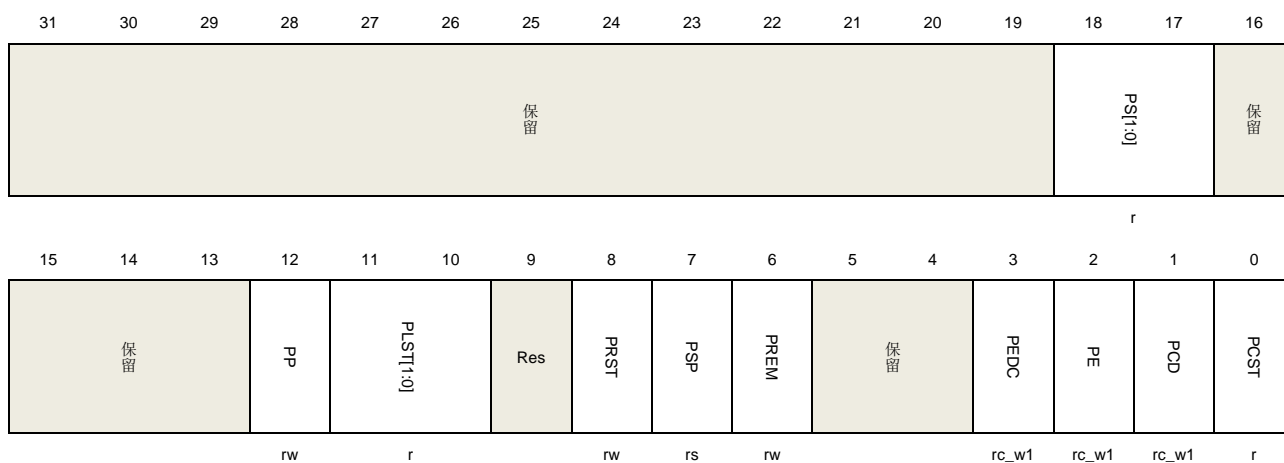 31 30 29 28 27 26 25 24 23 22 21 20 19 18 17 16
保留 PS[1:0] 保留
r
15 14 13 12 11 10 9 8 7 6 5 4 3 2 1 0
保留 PP PLST[1:0] Res PRST PSP PREM 保留 PEDC PE PCD PCST
rw r rw rs rw rc_w1 rc_w1 rc_w1 r